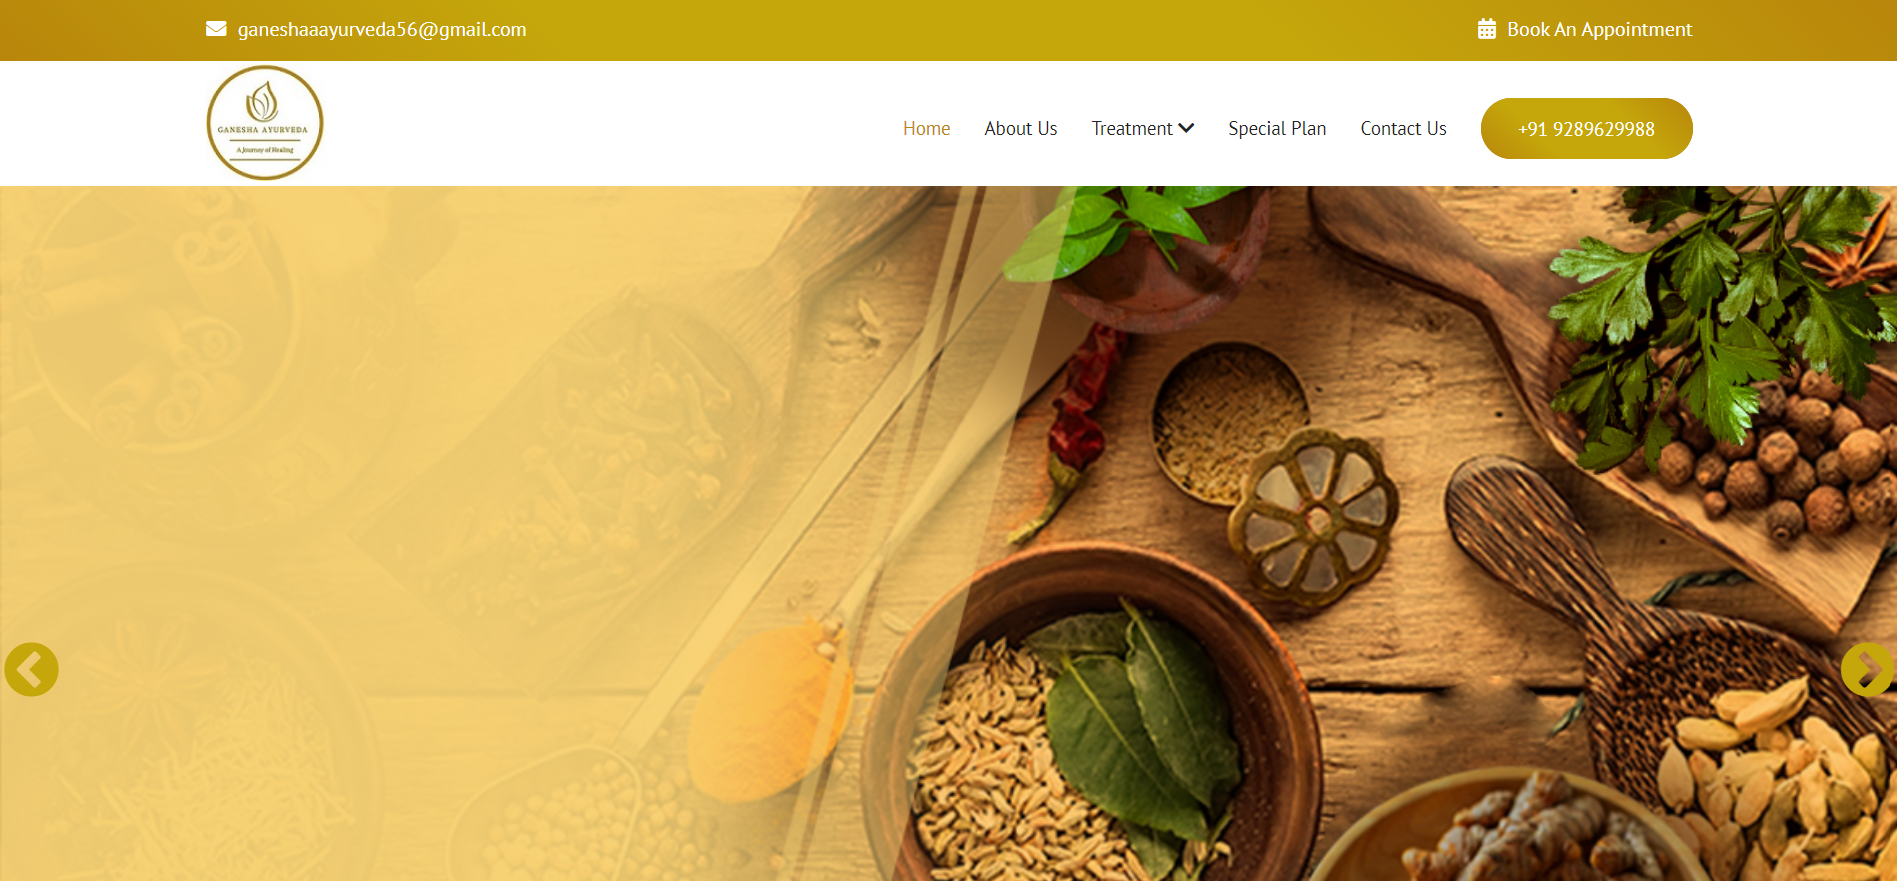 ganeshaaayurveda56@gmail.com
Book An Appointment
GANESHA AYURVEDA
A Journey of Healing
Home
About Us
Treatment
Special Plan
Contact Us
+91 9289629988